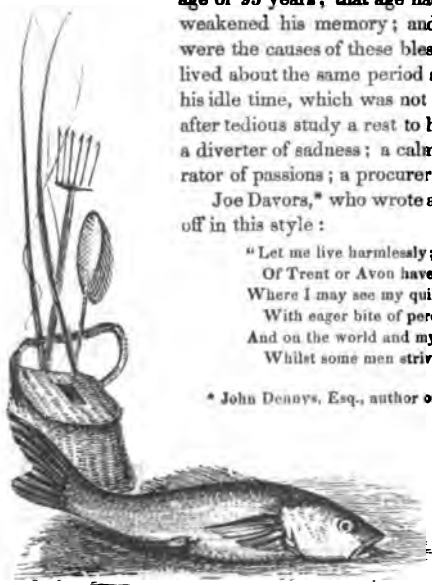 age of 95 years; that age had
weakened his memory; and
were the causes of these bles
lived about the same period a
his idle time, which was not
after tedious study a rest to h
a diverter of sadness; a calm
rator of passions; a procurer
Joe Davors,* who wrote a
off in this style:
"Let me live harmlessly;
Of Trent or Avon have
Where I may see my qui
With eager bite of perc
And on the world and my
Whilst some men striv
* John Dennys, Esq., author o